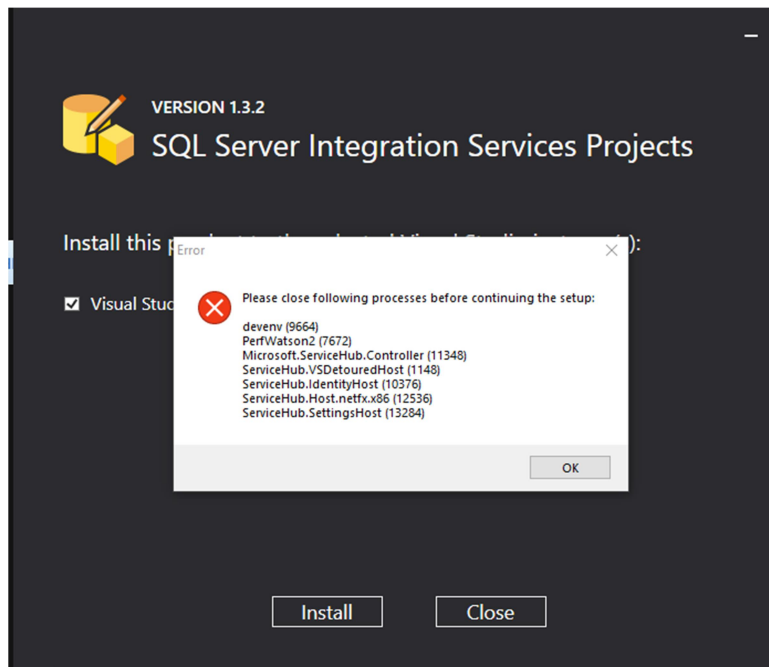 VERSION 1.3.2
SQL Server Integration Services Projects
Install this
):
Visual Stud
Error
Please close following processes before continuing the setup:
devenv (9664)
PerfWatson2 (7672)
Microsoft.ServiceHub.Controller (11348)
ServiceHub.VSDetouredHost (1148)
ServiceHub.IdentityHost (10376)
ServiceHub.Host.netfx.x86 (12536)
ServiceHub.SettingsHost (13284)
OK
Install
Close